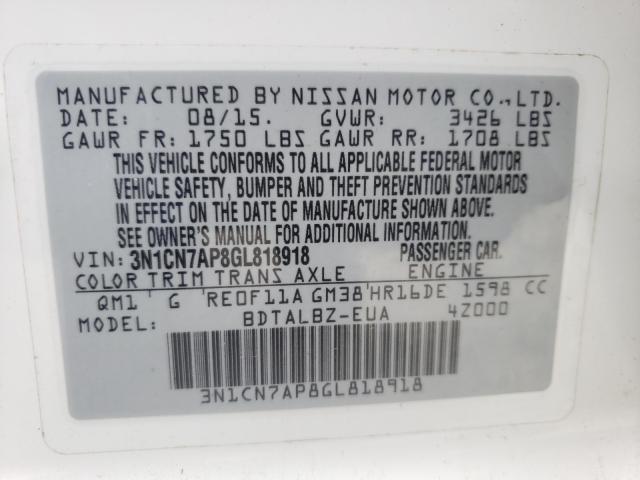 MANUFACTURED BY NISSAN MOTOR CO., LTD.
DATE: 08/15. GVWR: 3426 LBS
GAWR FR: 1750 LBS GAWR RR: 1708 LBS
THIS VEHICLE CONFORMS TO ALL APPLICABLE FEDERAL MOTOR
VEHICLE SAFETY, BUMPER AND THEFT PREVENTION STANDARDS
IN EFFECT ON THE DATE OF MANUFACTURE SHOWN ABOVE.
SEE OWNER'S MANUAL FOR ADDITIONAL INFORMATION.
VIN: 3N1CN7AP8GL818918 PASSENGER CAR.
COLOR TRIM TRANS AXLE ENGINE
QM1 ' G RE0F11A GM38'HR16DE 1598 CC
MODEL: BDTALBZ-EUA 4Z000
3N1CN7AP8GL818918